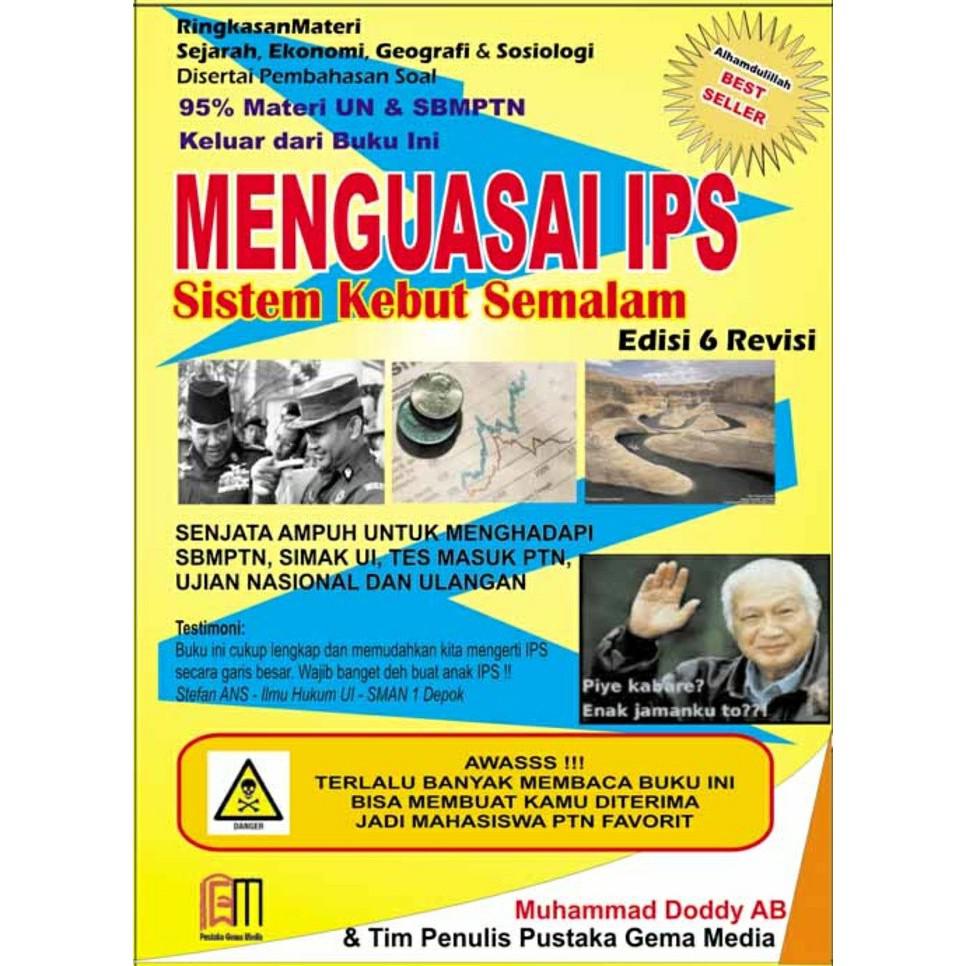 RingkasanMateri
Sejarah, Ekonomi, Geografi & Sosiologi
Disertai Pembahasan Soal
95% Materi UN & SBMPTN
Keluar dari Buku Ini
Alhamdulillah
BEST
SELLER
MENGUASAI IPS
Sistem Kebut Semalam
Edisi 6 Revisi
SENJATA AMPUH UNTUK MENGHADAPI
SBMPTN, SIMAK UI, TES MASUK PTN,
UJIAN NASIONAL DAN ULANGAN
Testimoni:
Buku ini cukup lengkap dan memudahkan kita mengerti IPS
secara garis besar. Wajib banget deh buat anak IPS !!
Stefan ANS - Ilmu Hukum UI - SMAN 1 Depok
Piye kabare?
Enak jamanku to??!
AWASSS !!!
TERLALU BANYAK MEMBACA BUKU INI
BISA MEMBUAT KAMU DITERIMA
JADI MAHASISWA PTN FAVORIT
DANGER
Pustaka Gema Media
Muhammad Doddy AB
& Tim Penulis Pustaka Gema Media